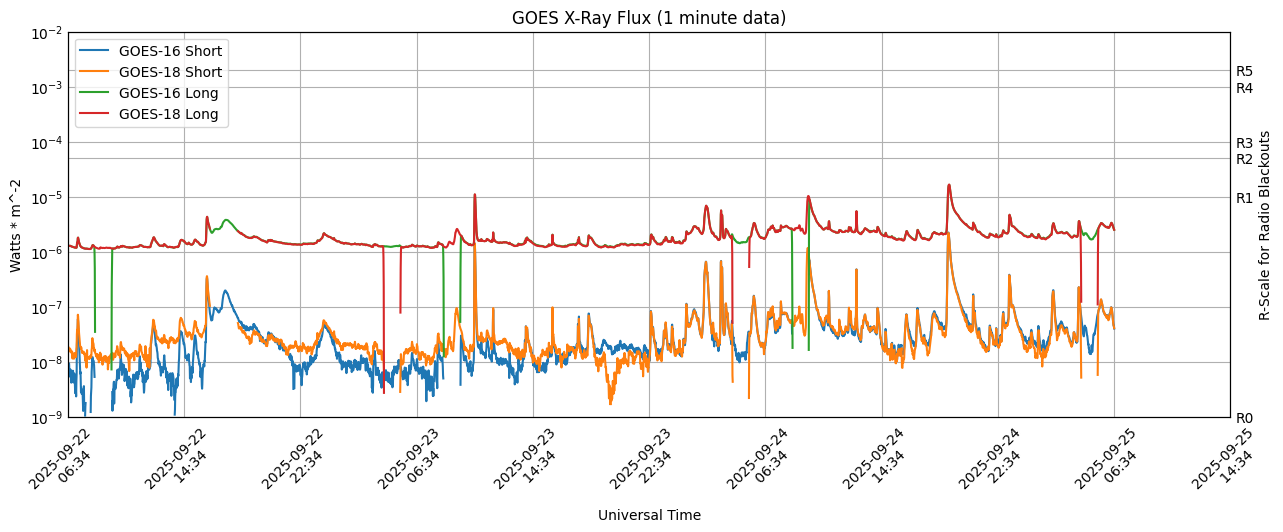 GOES X-Ray Flux (1 minute data)
GOES-16 Short
GOES-18 Short
GOES-16 Long
GOES-18 Long
Watts * m^-2
10^-2
10^-3
10^-4
10^-5
10^-6
10^-7
10^-8
10^-9
R5
R4
R3
R2
R1
R0
R-Scale for Radio Blackouts
2025-09-22
06:34
2025-09-22
14:34
2025-09-22
22:34
2025-09-23
06:34
2025-09-23
14:34
2025-09-23
22:34
2025-09-24
06:34
2025-09-24
14:34
2025-09-24
22:34
2025-09-25
06:34
2025-09-25
14:34
Universal Time